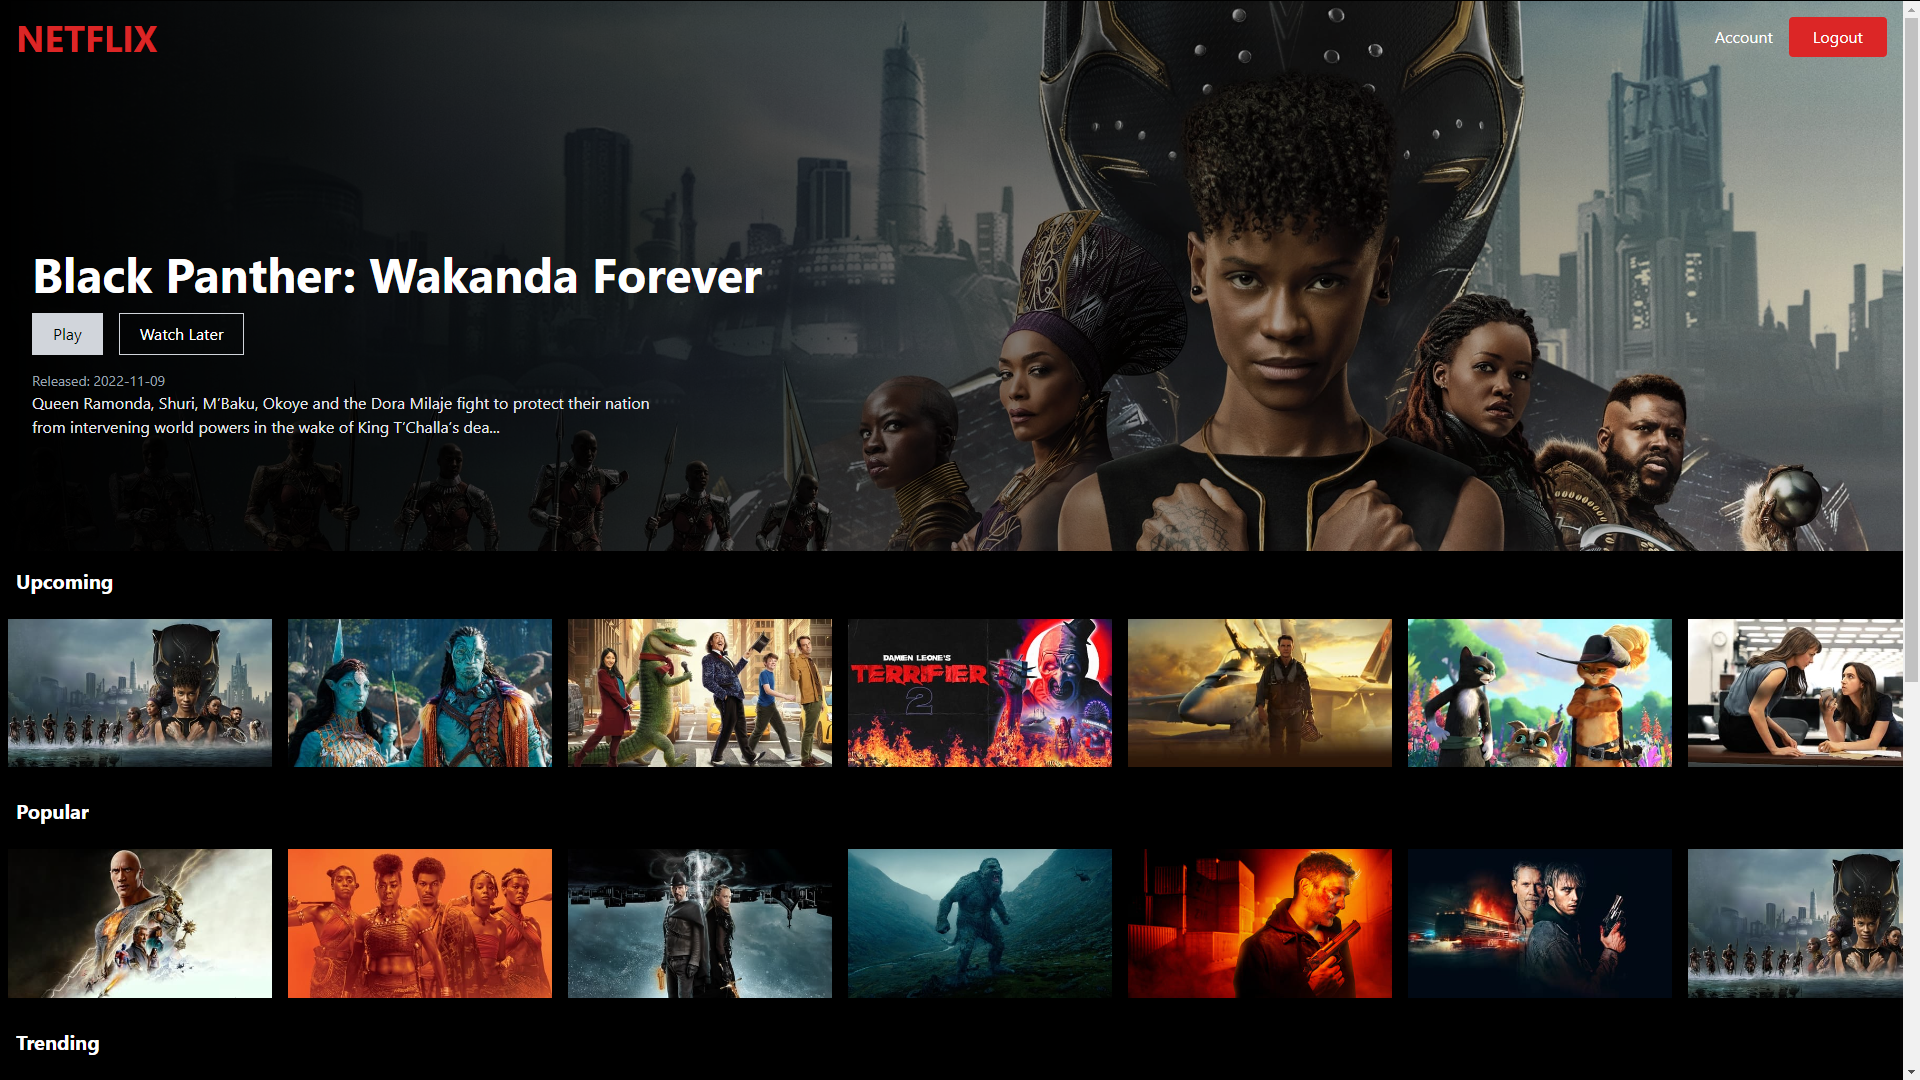 NETFLIX
Account
Logout
Black Panther: Wakanda Forever
Play
Watch Later
Released: 2022-11-09
Queen Ramonda, Shuri, M’Baku, Okoye and the Dora Milaje fight to protect their nation
from intervening world powers in the wake of King T’Challa’s dea...
Upcoming
DAMIEN LEONE'S
TERRIFIER
2
Popular
Trending